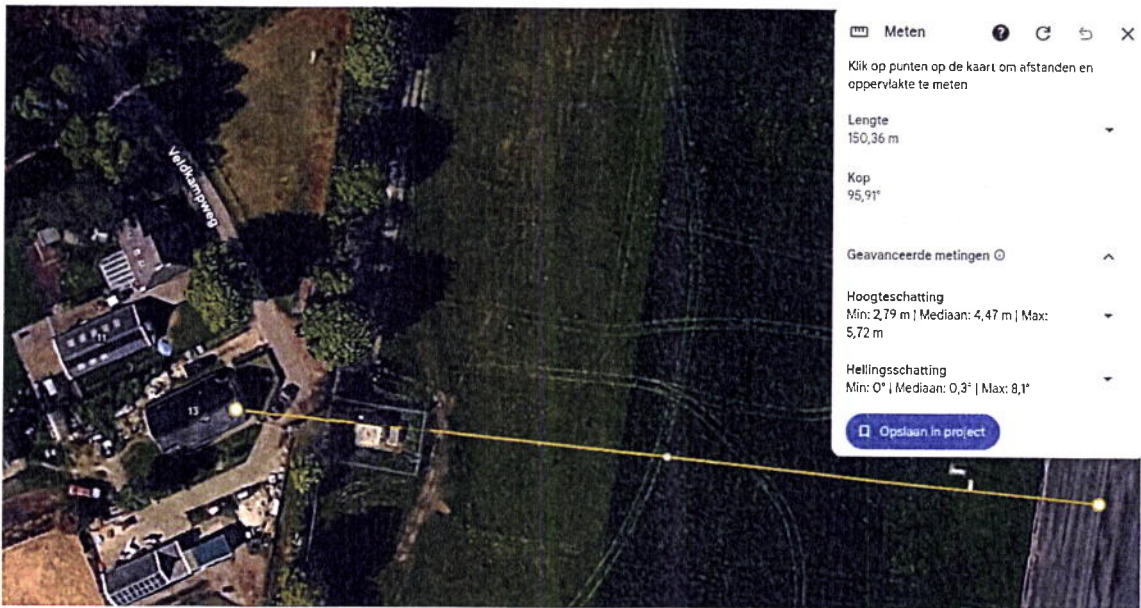 Meten
Klik op punten op de kaart om afstanden en
oppervlakte te meten
Lengte
150,36 m
Kop
95,91°
Geavanceerde metingen
Hoogteschatting
Min: 2,79 m | Mediaan: 4,47 m | Max:
5,72 m
Hellingsschatting
Min: 0° | Mediaan: 0,3° | Max: 8,1°
Opslaan in project
Veldkampweg
11
13